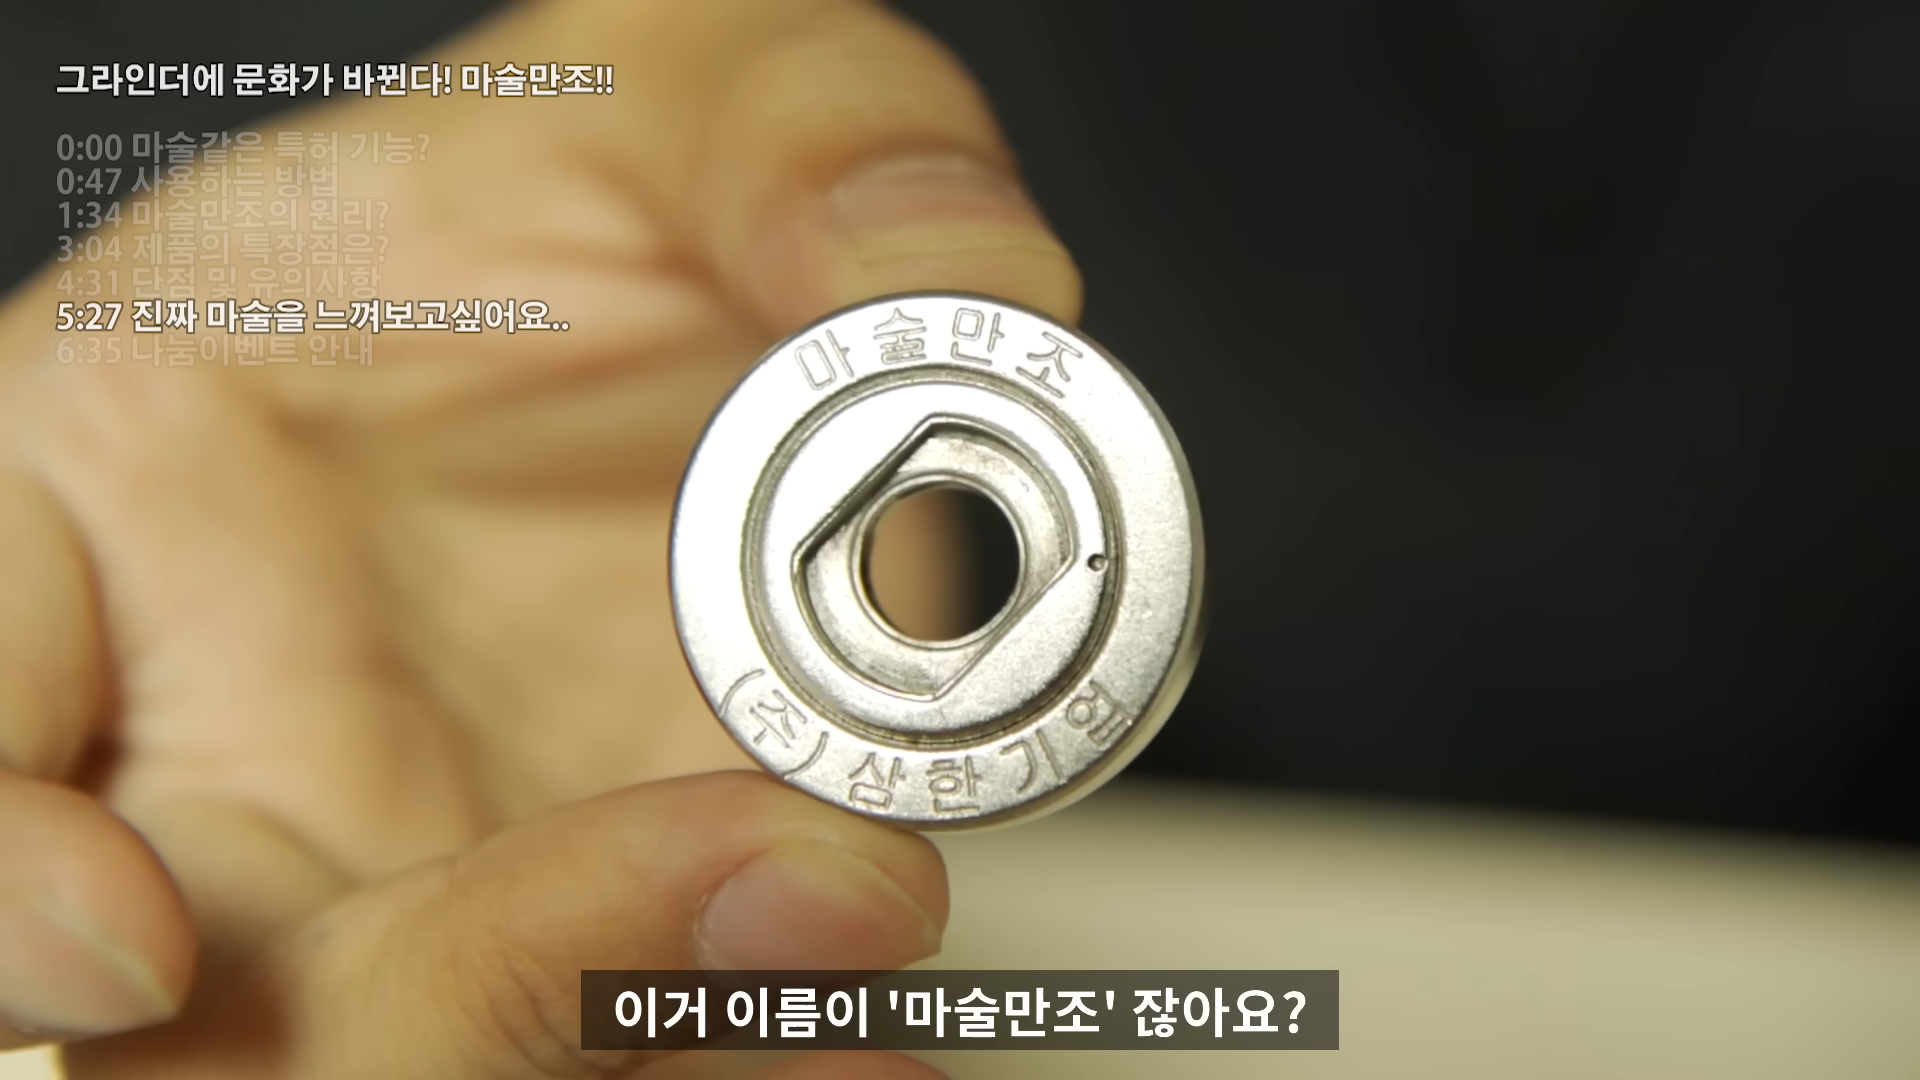 그라인더에 문화가 바뀐다! 마술만조!!
0:00 마술같은 특허 기능?
0:47 사용하는 방법
1:34 마술만조의 원리?
3:04 제품의 특장점은?
4:31 단점 및 유의사항
5:27 진짜 마술을 느껴보고싶어요..
6:35 나눔이벤트 안내
마술만조
(주)삼한기업
이거 이름이 '마술만조' 잖아요?